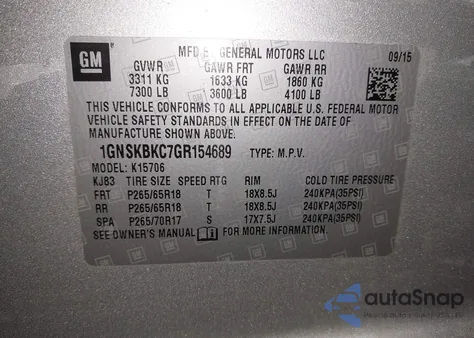 GM
MFD BY GENERAL MOTORS LLC
09/15
GVWR GAWR FRT GAWR RR
3311 KG 1633 KG 1860 KG
7300 LB 3600 LB 4100 LB
THIS VEHICLE CONFORMS TO ALL APPLICABLE U.S. FEDERAL MOTOR
VEHICLE SAFETY STANDARDS IN EFFECT ON THE DATE OF
MANUFACTURE SHOWN ABOVE.
1GNSKBKC7GR154689 TYPE: M.P.V.
MODEL: K15706
KJ83 TIRE SIZE SPEED RTG RIM COLD TIRE PRESSURE
FRT P265/65R18 T 18X8.5J 240KPA(35PSI)
RR P265/65R18 T 18X8.5J 240KPA(35PSI)
SPA P265/70R17 S 17X7.5J 240KPA(35PSI)
SEE OWNER'S MANUAL FOR MORE INFORMATION.
autoSnap